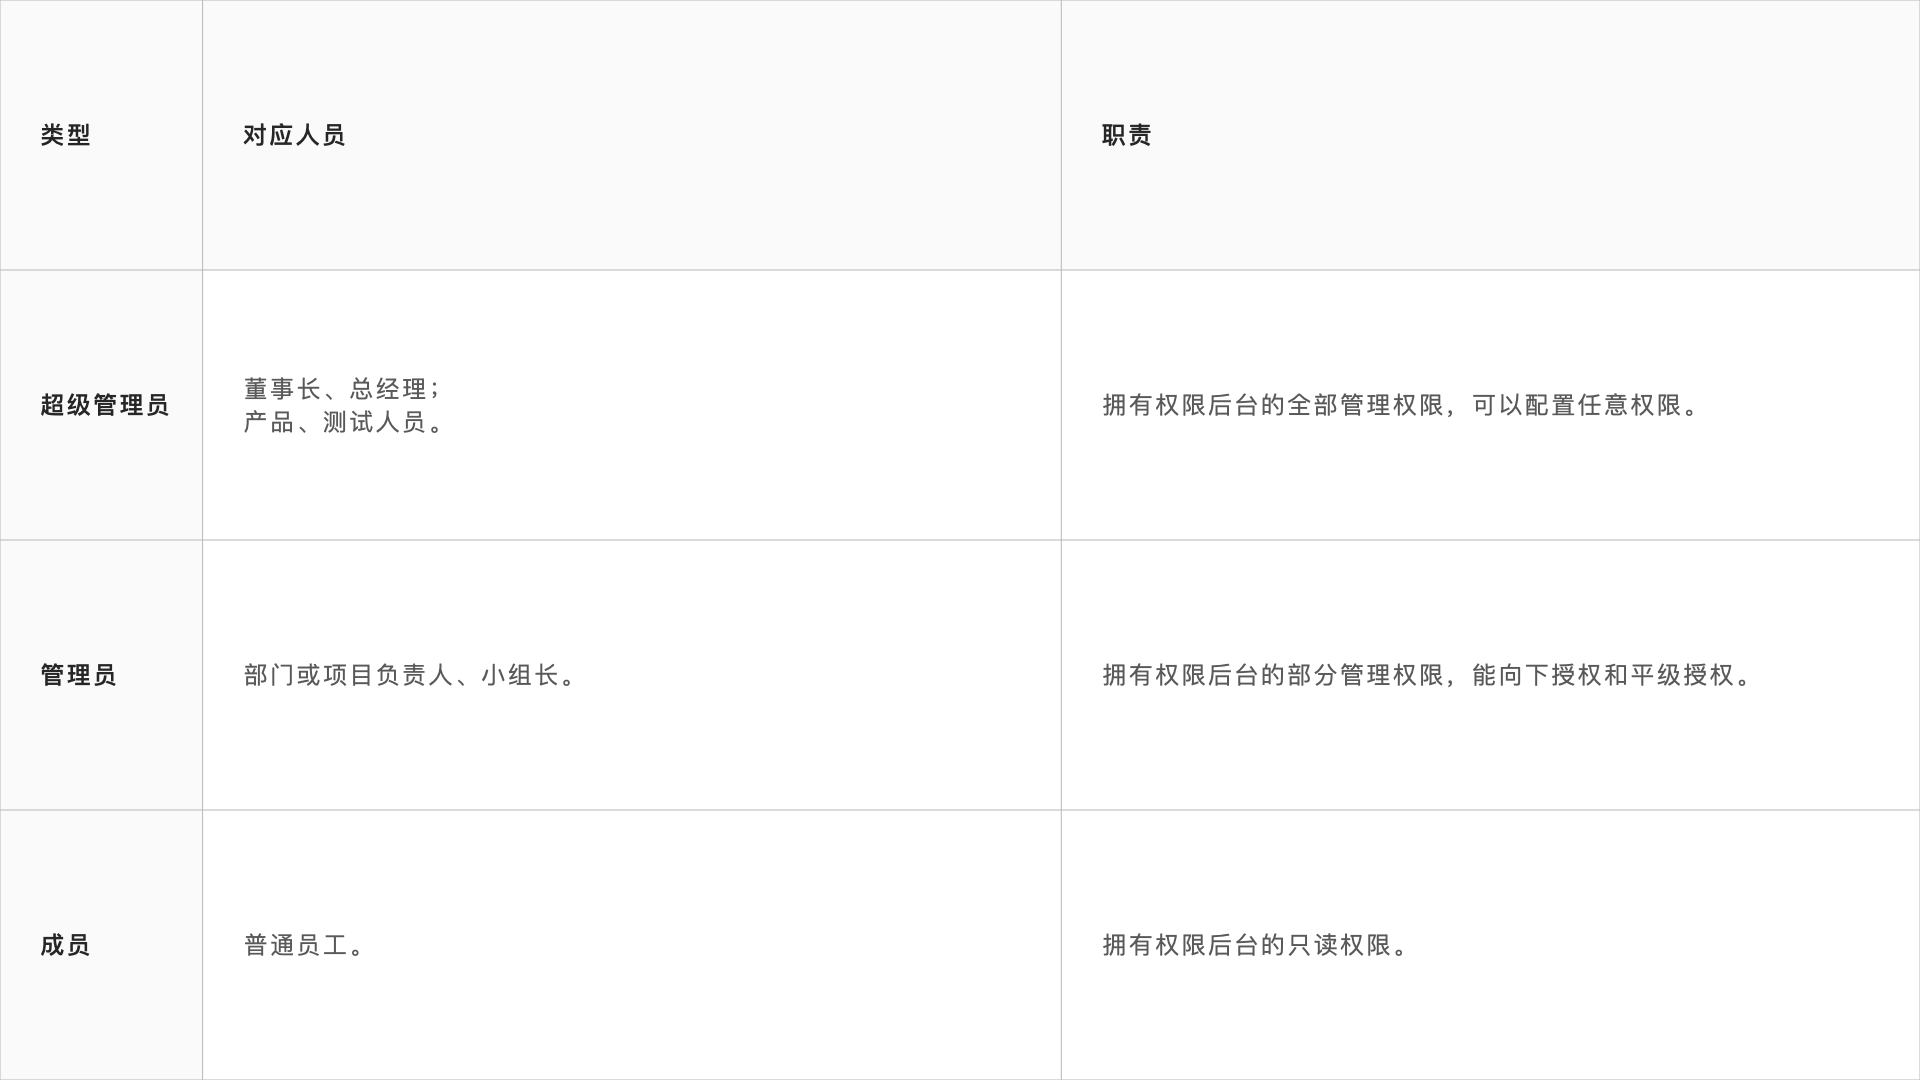 类型
对应人员
职责
超级管理员
董事长、总经理；
产品、测试人员。
拥有权限后台的全部管理权限，可以配置任意权限。
管理员
部门或项目负责人、小组长。
拥有权限后台的部分管理权限，能向下授权和平级授权。
成员
普通员工。
拥有权限后台的只读权限。